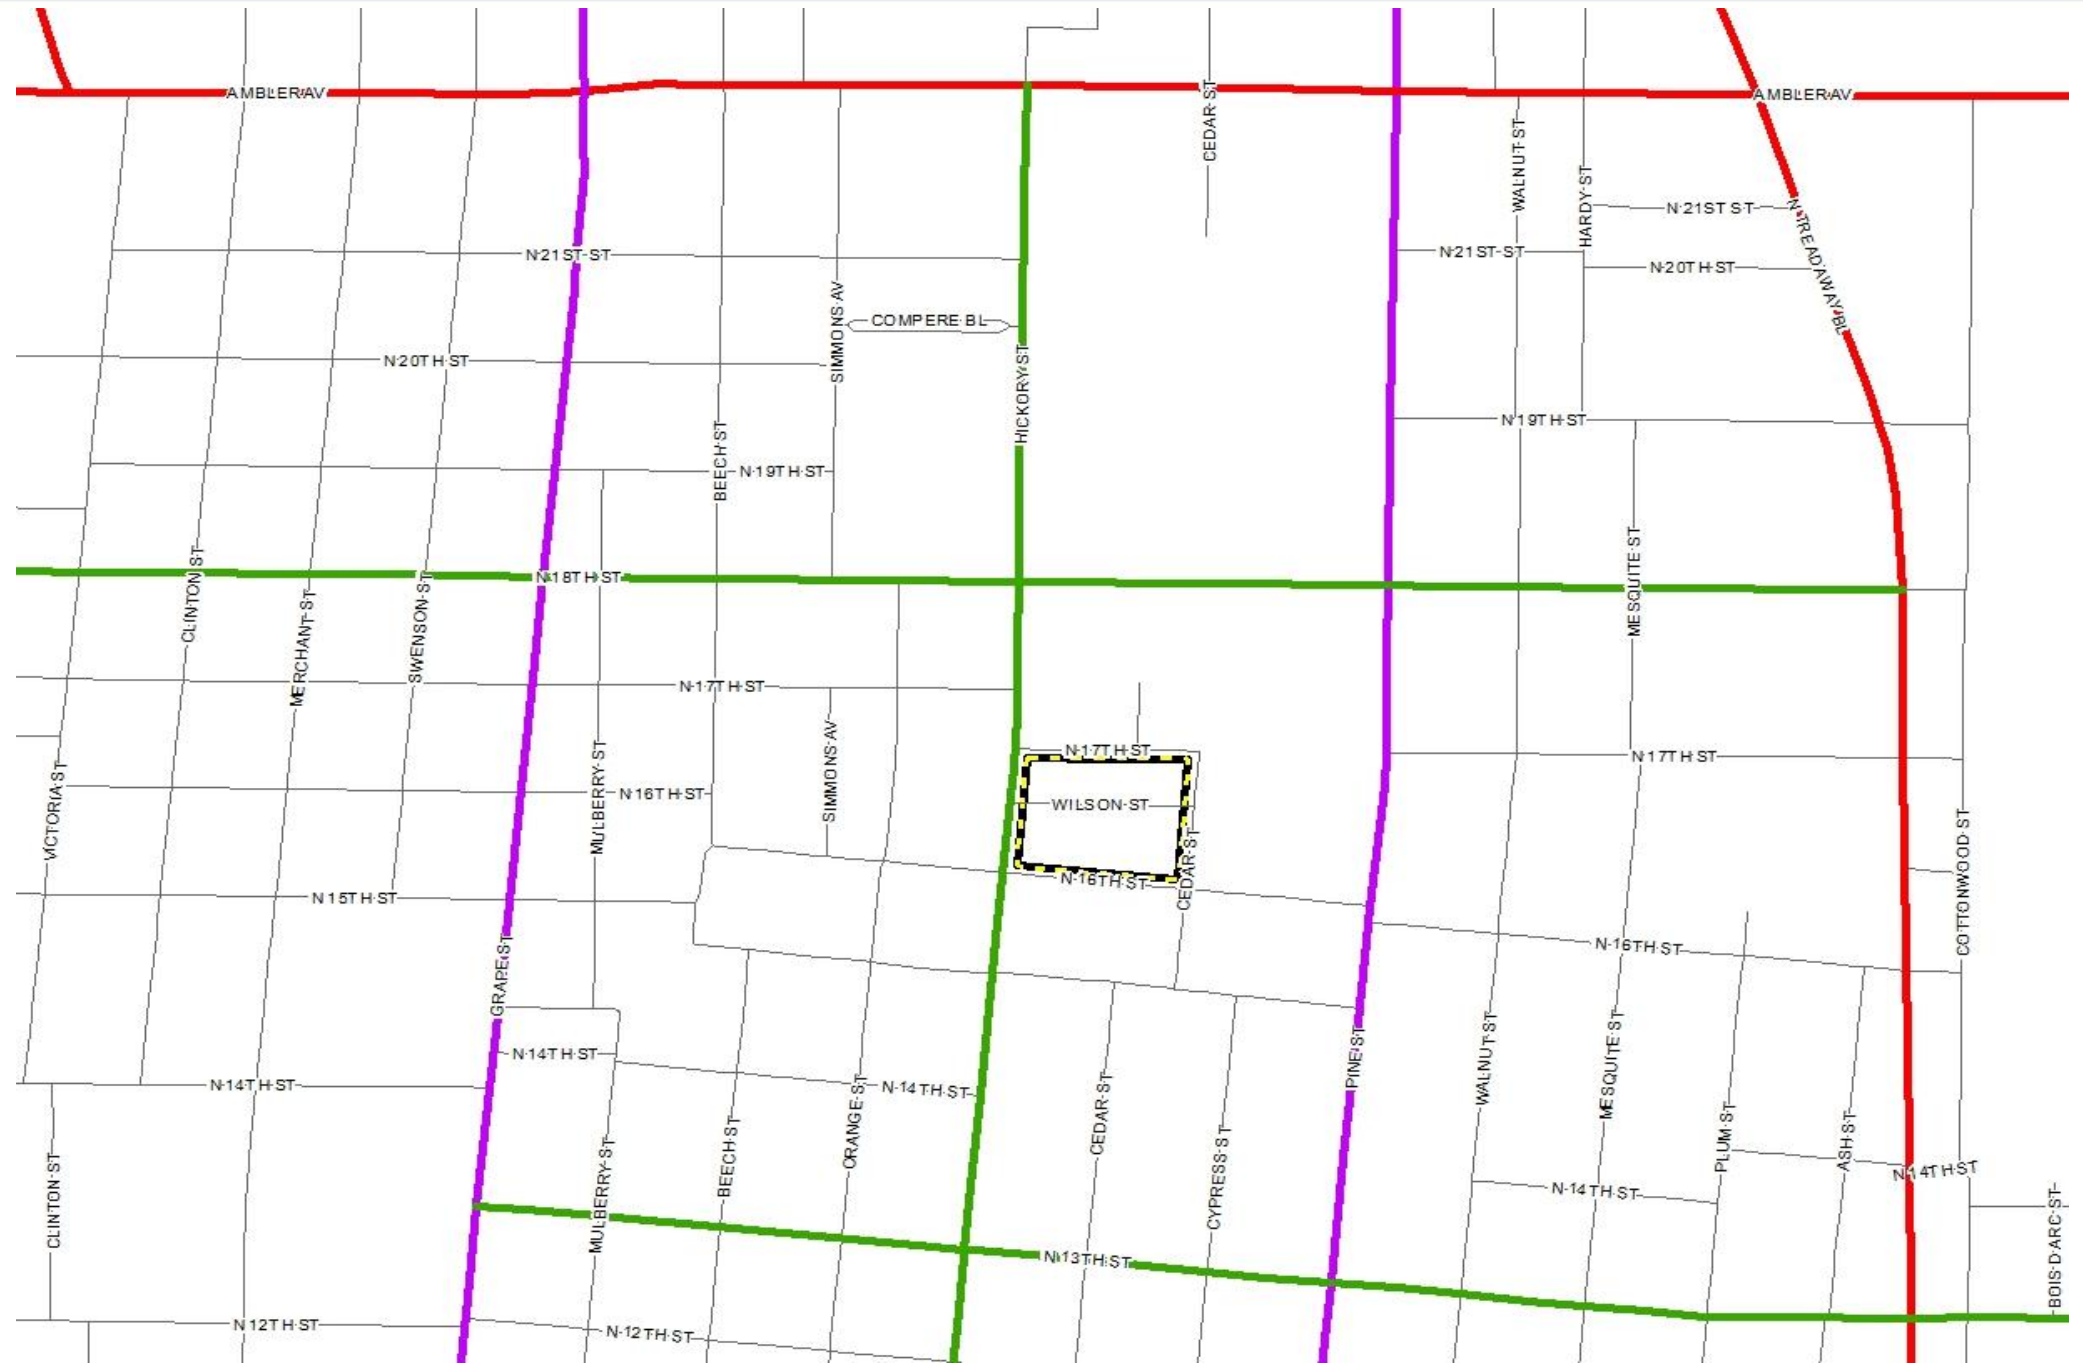 AMBLER AV
AMBLER AV
CEDAR ST
WALNUT ST
HARDY ST
N 21ST ST
N TREADAWAY BL
N 21ST ST
N 21ST ST
N 20TH ST
SIMMONS AV
COMPERE BL
HICKORY ST
N 20TH ST
N 19TH ST
BEECH ST
N 19TH ST
MESQUITE ST
CLINTON ST
N 18TH ST
MERCHANT ST
SWENSON ST
N 17TH ST
SIMMONS AV
MULBERRY ST
N 17TH ST
N 17TH ST
VICTORIA ST
N 16TH ST
WILSON ST
CEDAR ST
COTTONWOOD ST
N 16TH ST
N 15TH ST
GRAPE ST
N 16TH ST
WALNUT ST
MESQUITE ST
PINE ST
N 14TH ST
N 14TH ST
N 14TH ST
ORANGE ST
CEDAR ST
BEECH ST
CYPRESS ST
PLUM ST
ASH ST
N 14TH ST
N 14TH ST
CLINTON ST
MULBERRY ST
BOIS D ARC ST
N 13TH ST
N 12TH ST
N 12TH ST